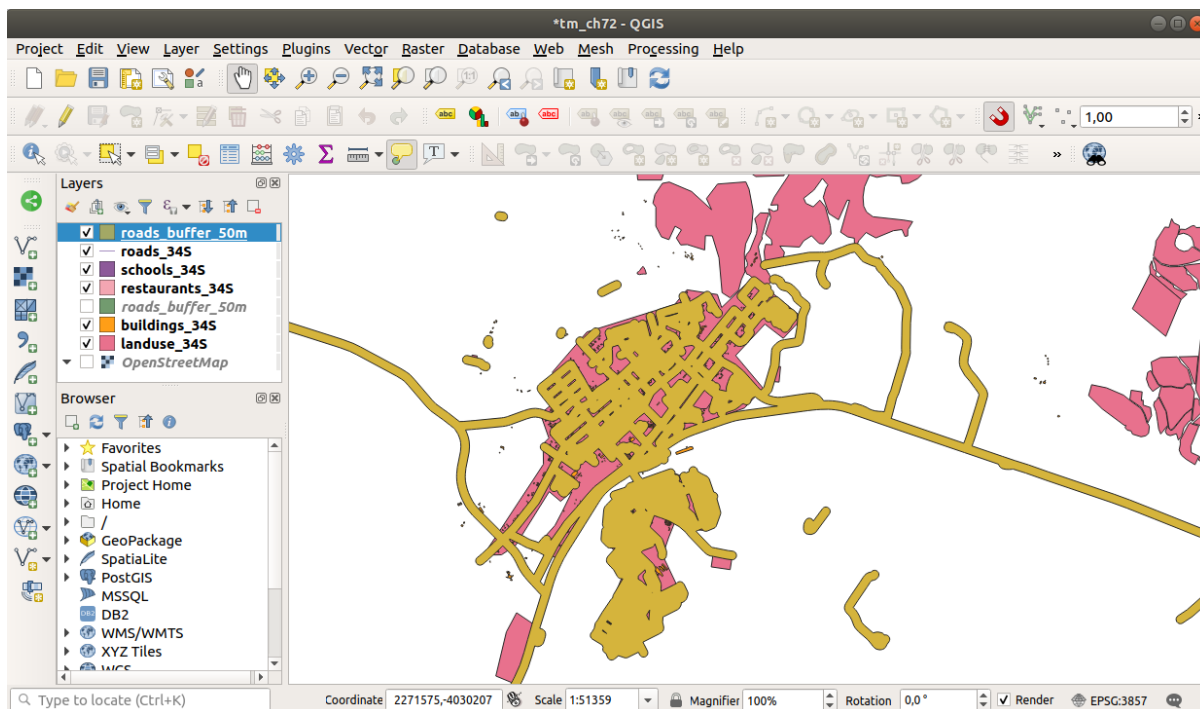 *tm_ch72 - QGIS
Project Edit View Layer Settings Plugins Vector Raster Database Web Mesh Processing Help
abc abc abc
1,00
Layers
roads_buffer_50m
roads_34S
schools_34S
restaurants_34S
roads_buffer_50m
buildings_34S
landuse_34S
OpenStreetMap
Browser
Favorites
Spatial Bookmarks
Project Home
Home
/
GeoPackage
SpatiaLite
PostGIS
MSSQL
DB2
WMS/WMTS
XYZ Tiles
Type to locate (Ctrl+K) Coordinate 2271575,-4030207 Scale 1:51359 Magnifier 100% Rotation 0,0 ° Render EPSG:3857